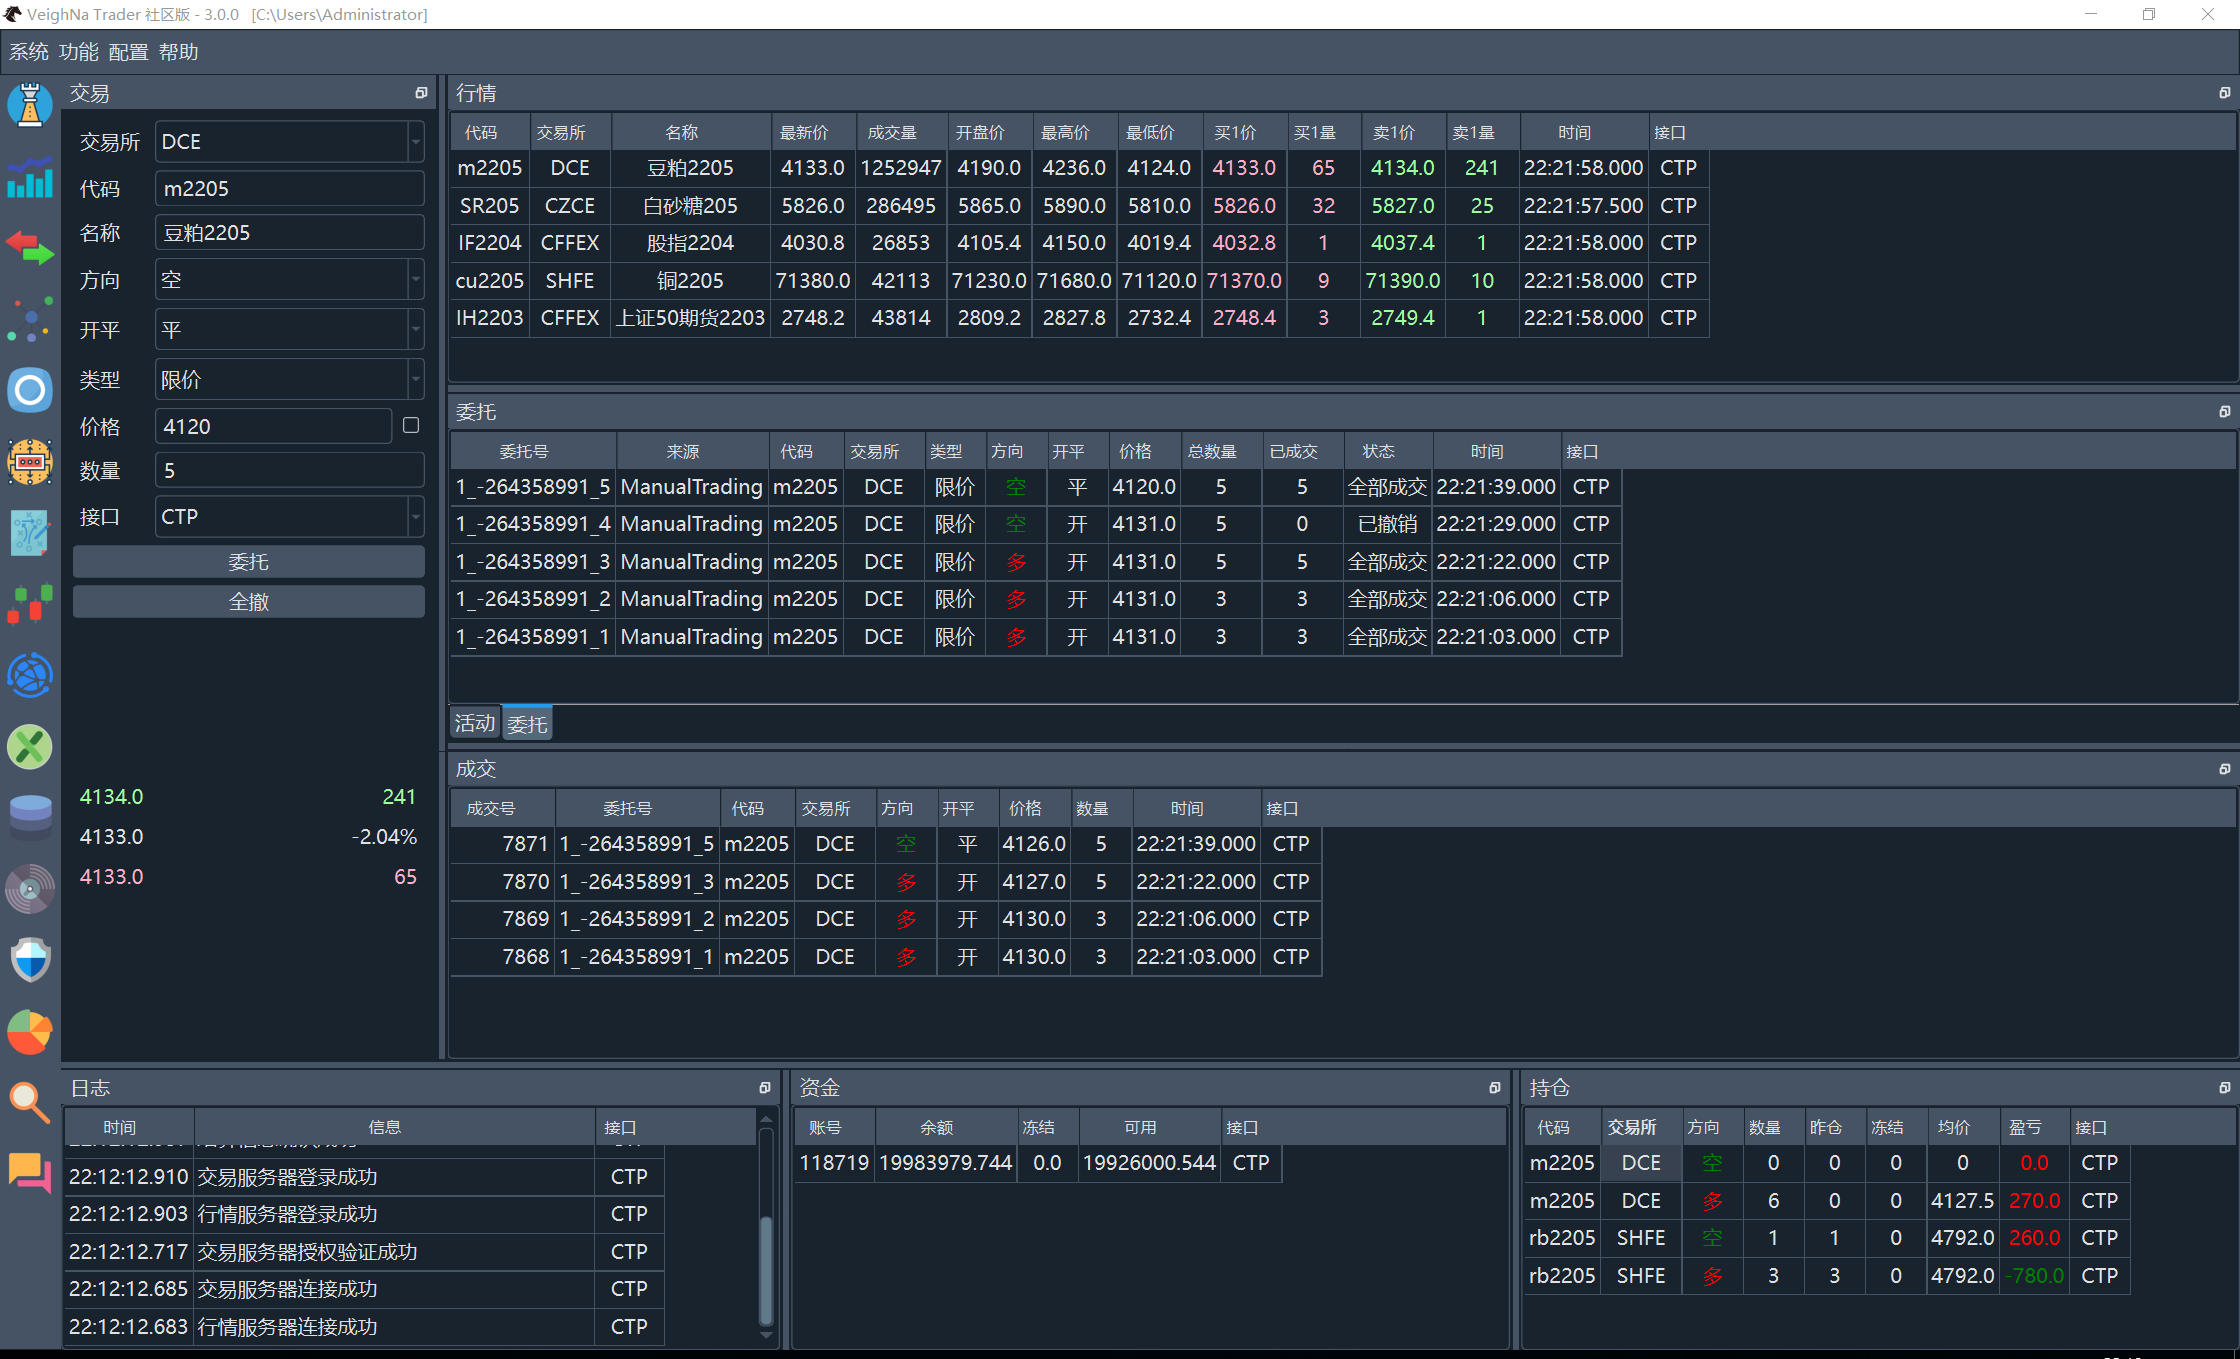 VeighNa Trader 社区版 - 3.0.0 [C:\Users\Administrator]
系统 功能 配置 帮助
交易
交易所 DCE
代码 m2205
名称 豆粕2205
方向 空
开平 平
类型 限价
价格 4120
数量 5
接口 CTP
委托
全撤
4134.0 241
4133.0 -2.04%
4133.0 65
行情
代码 交易所 名称 最新价 成交量 开盘价 最高价 最低价 买1价 买1量 卖1价 卖1量 时间 接口
m2205 DCE 豆粕2205 4133.0 1252947 4190.0 4236.0 4124.0 4133.0 65 4134.0 241 22:21:58.000 CTP
SR205 CZCE 白砂糖205 5826.0 286495 5865.0 5890.0 5810.0 5826.0 32 5827.0 25 22:21:57.500 CTP
IF2204 CFFEX 股指2204 4030.8 26853 4105.4 4150.0 4019.4 4032.8 1 4037.4 1 22:21:58.000 CTP
cu2205 SHFE 铜2205 71380.0 42113 71230.0 71680.0 71120.0 71370.0 9 71390.0 10 22:21:58.000 CTP
IH2203 CFFEX 上证50期货2203 2748.2 43814 2809.2 2827.8 2732.4 2748.4 3 2749.4 1 22:21:58.000 CTP
委托
委托号 来源 代码 交易所 类型 方向 开平 价格 总数量 已成交 状态 时间 接口
1_-264358991_5 ManualTrading m2205 DCE 限价 空 平 4120.0 5 5 全部成交 22:21:39.000 CTP
1_-264358991_4 ManualTrading m2205 DCE 限价 空 开 4131.0 5 0 已撤销 22:21:29.000 CTP
1_-264358991_3 ManualTrading m2205 DCE 限价 多 开 4131.0 5 5 全部成交 22:21:22.000 CTP
1_-264358991_2 ManualTrading m2205 DCE 限价 多 开 4131.0 3 3 全部成交 22:21:06.000 CTP
1_-264358991_1 ManualTrading m2205 DCE 限价 多 开 4131.0 3 3 全部成交 22:21:03.000 CTP
活动 委托
成交
成交号 委托号 代码 交易所 方向 开平 价格 数量 时间 接口
7871 1_-264358991_5 m2205 DCE 空 平 4126.0 5 22:21:39.000 CTP
7870 1_-264358991_3 m2205 DCE 多 开 4127.0 5 22:21:22.000 CTP
7869 1_-264358991_2 m2205 DCE 多 开 4130.0 3 22:21:06.000 CTP
7868 1_-264358991_1 m2205 DCE 多 开 4130.0 3 22:21:03.000 CTP
日志
时间 信息 接口
22:12:12.910 交易服务器登录成功 CTP
22:12:12.903 行情服务器登录成功 CTP
22:12:12.717 交易服务器授权验证成功 CTP
22:12:12.685 交易服务器连接成功 CTP
22:12:12.683 行情服务器连接成功 CTP
资金
账号 余额 冻结 可用 接口
118719 19983979.744 0.0 19926000.544 CTP
持仓
代码 交易所 方向 数量 昨仓 冻结 均价 盈亏 接口
m2205 DCE 空 0 0 0 0 0.0 CTP
m2205 DCE 多 6 0 0 4127.5 270.0 CTP
rb2205 SHFE 空 1 1 0 4792.0 260.0 CTP
rb2205 SHFE 多 3 3 0 4792.0 -780.0 CTP